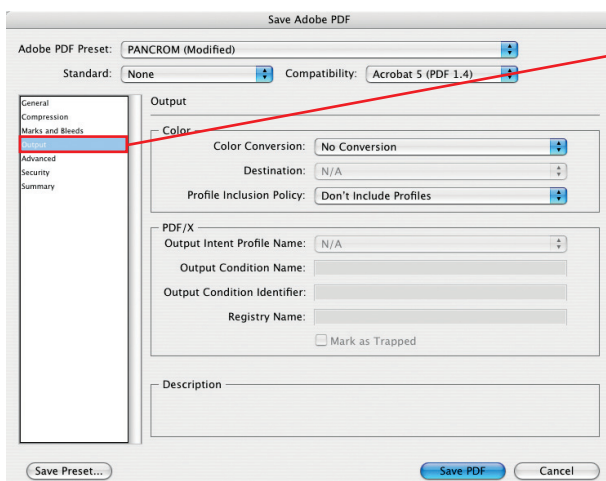 Save Adobe PDF
Adobe PDF Preset: PANCROM (Modified)
Standard: None Compatibility: Acrobat 5 (PDF 1.4)
General
Compression
Marks and Bleeds
Output
Advanced
Security
Summary
Output
Color
Color Conversion: No Conversion
Destination: N/A
Profile Inclusion Policy: Don't Include Profiles
PDF/X
Output Intent Profile Name: N/A
Output Condition Name:
Output Condition Identifier:
Registry Name:
Mark as Trapped
Description
Save Preset... Save PDF Cancel